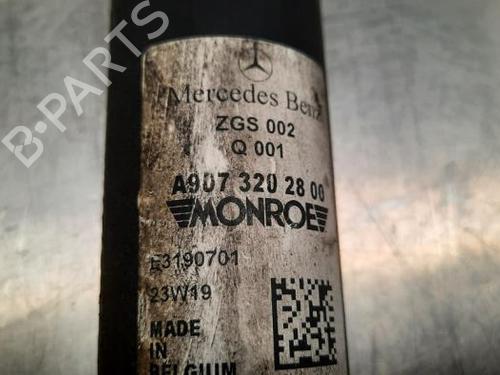 Mercedes Benz
ZGS 002
Q 001
A907 320 28 00
MONROE
E3190701
23W19
MADE
IN
BELGIUM
B-PARTS